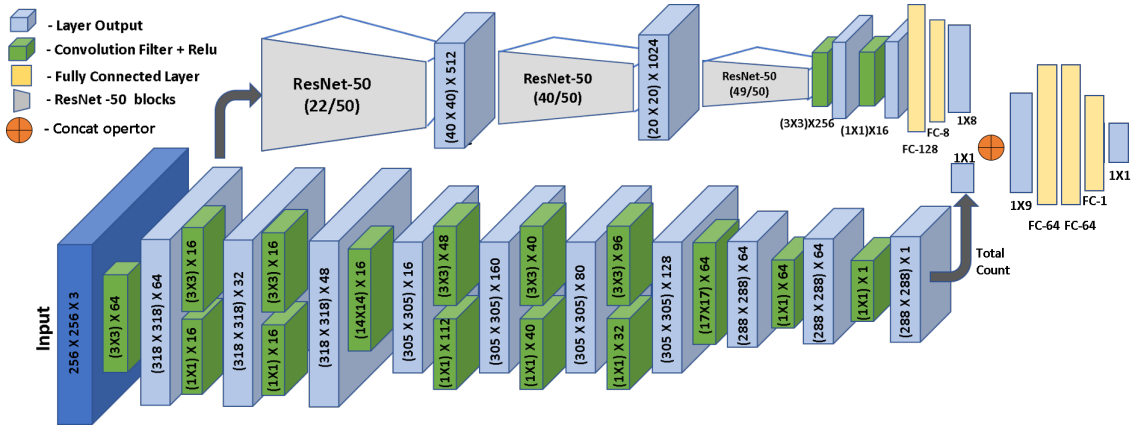 - Layer Output
- Convolution Filter + Relu
- Fully Connected Layer
- ResNet -50 blocks
- Concat opertor
ResNet-50
(22/50)
(40 X 40) X 512
ResNet-50
(40/50)
(20 X 20) X 1024
ResNet-50
(49/50)
(3X3)X256
(1X1)X16
FC-128
FC-8
1X8
1X1
1X9
FC-64
FC-64
FC-1
1X1
Total
Count
Input
256 X 256 X 3
(3X3) X 64
(318 X 318) X 64
(3X3) X 16
(1X1) X 16
(318 X 318) X 32
(3X3) X 16
(1X1) X 16
(318 X 318) X 48
(14X14) X 16
(305 X 305) X 16
(3X3) X 48
(1X1) X 112
(305 X 305) X 160
(3X3) X 40
(1X1) X 40
(305 X 305) X 80
(3X3) X 96
(1X1) X 32
(305 X 305) X 128
(17X17) X 64
(288 X 288) X 64
(1X1) X 64
(288 X 288) X 64
(1X1) X 1
(288 X 288) X 1